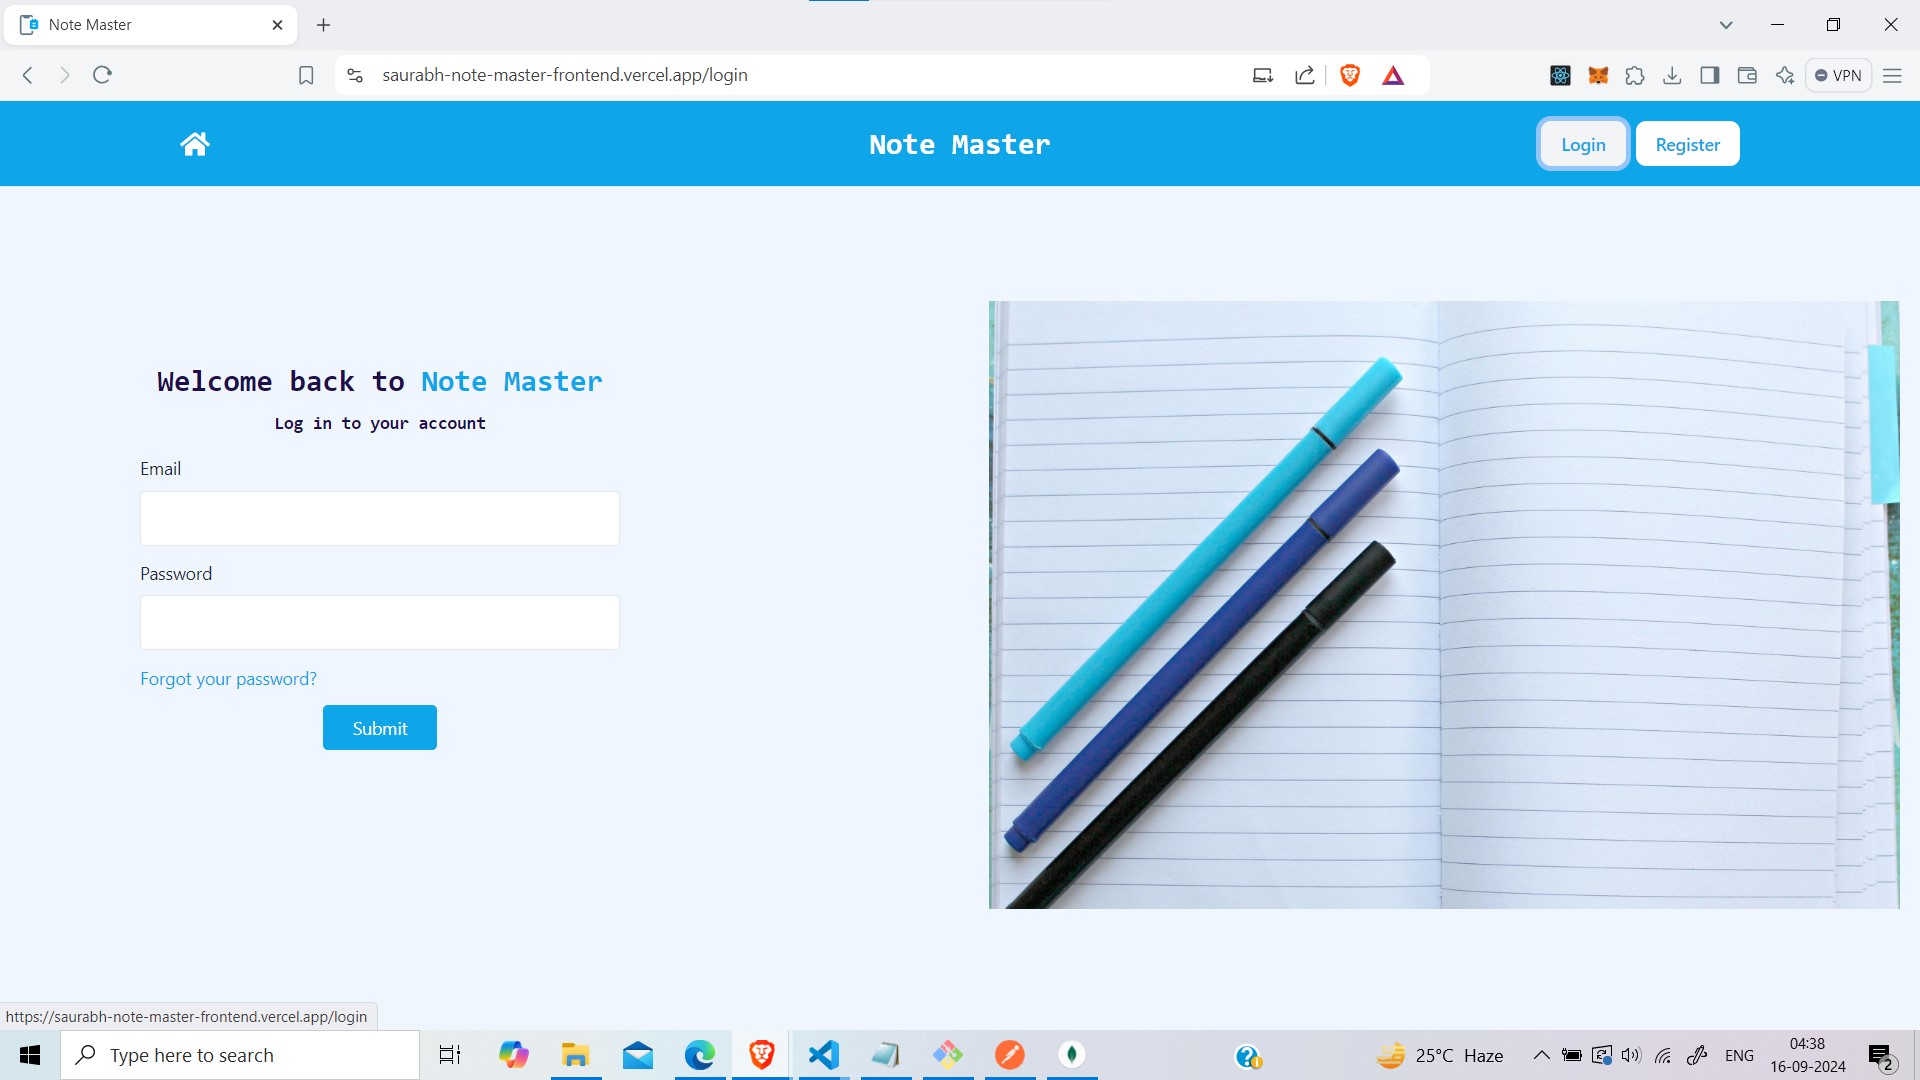 Note Master
saurabh-note-master-frontend.vercel.app/login
VPN
Note Master
Login
Register
Welcome back to Note Master
Log in to your account
Email
Password
Forgot your password?
Submit
https://saurabh-note-master-frontend.vercel.app/login
Type here to search
25°C Haze
ENG
04:38
16-09-2024
2